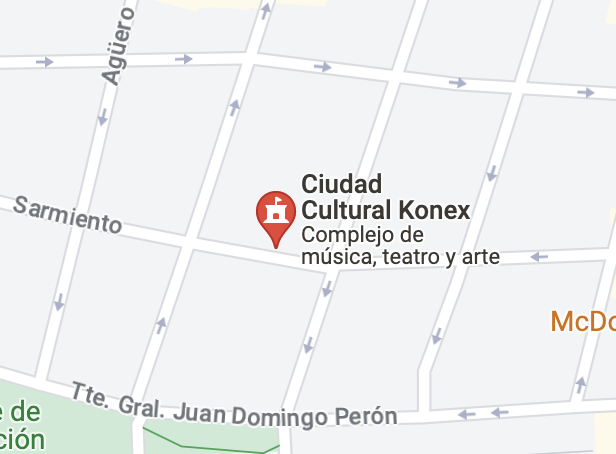 Agüero
Ciudad
Cultural Konex
Complejo de
música, teatro y arte
Sarmiento
McDo
Tte. Gral. Juan Domingo Perón
e de
ción